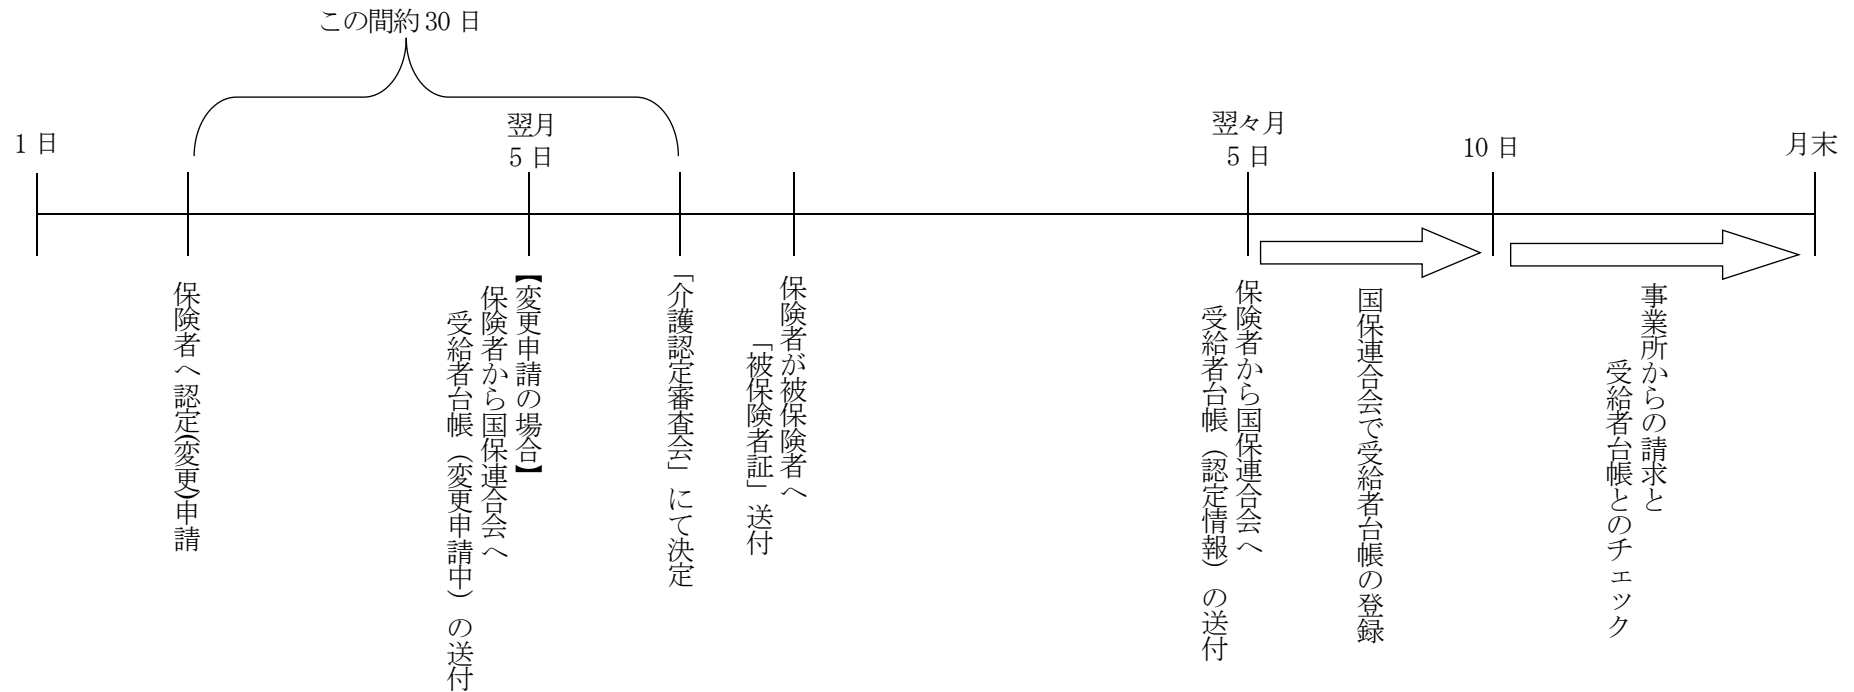 この間約30 日
1 日
翌月
5 日
翌々月
5 日
10 日
月末
保険者へ認定(変更)申請
【変更申請の場合】
保険者から国保連合会へ
受給者台帳（変更申請中）の送付
「介護認定審査会」にて決定
保険者が被保険者へ
「被保険者証」送付
保険者から国保連合会へ
受給者台帳（認定情報）の送付
国保連合会で受給者台帳の登録
事業所からの請求と
受給者台帳とのチェック